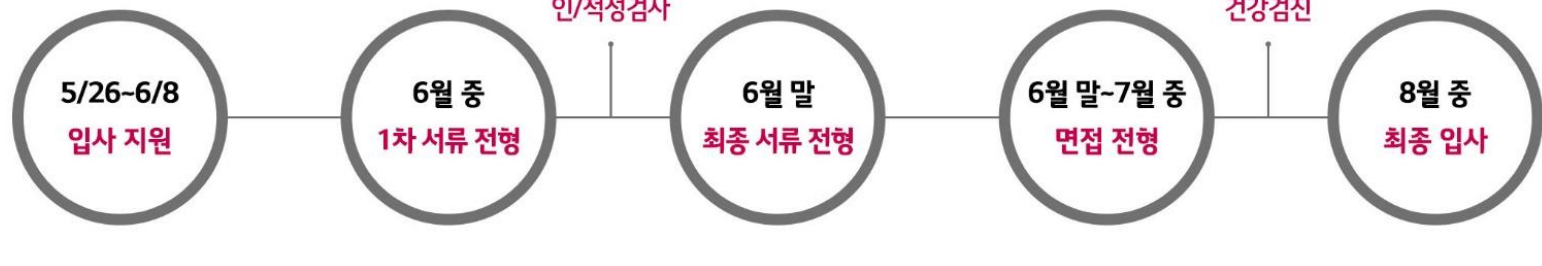 인/적성검사
건강검진
5/26~6/8
입사 지원
6월 중
1차 서류 전형
6월 말
최종 서류 전형
6월 말~7월 중
면접 전형
8월 중
최종 입사